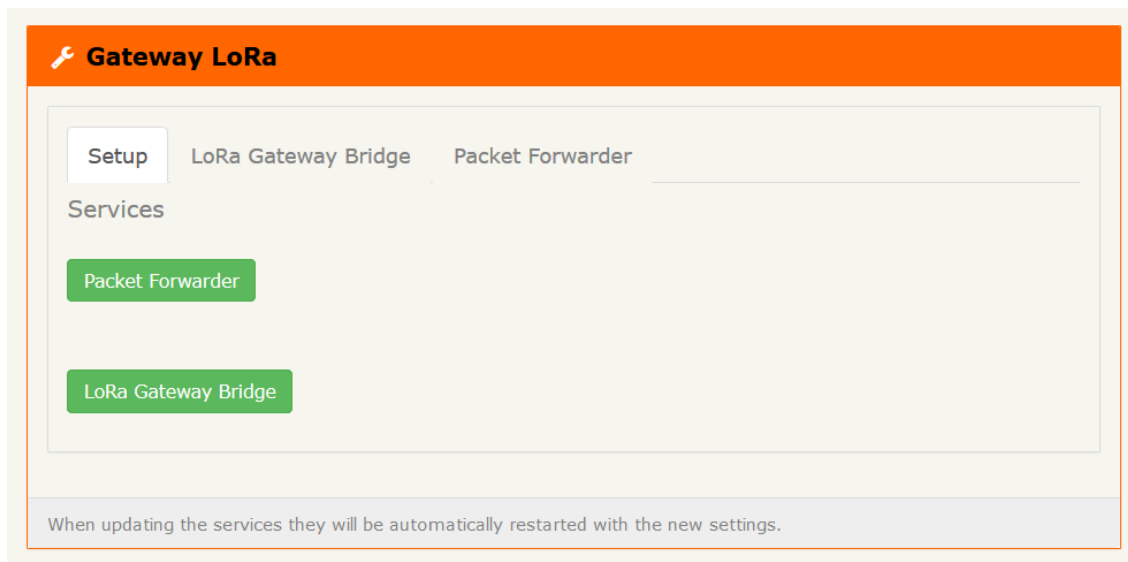 Gateway LoRa
Setup LoRa Gateway Bridge Packet Forwarder
Services
Packet Forwarder
LoRa Gateway Bridge
When updating the services they will be automatically restarted with the new settings.